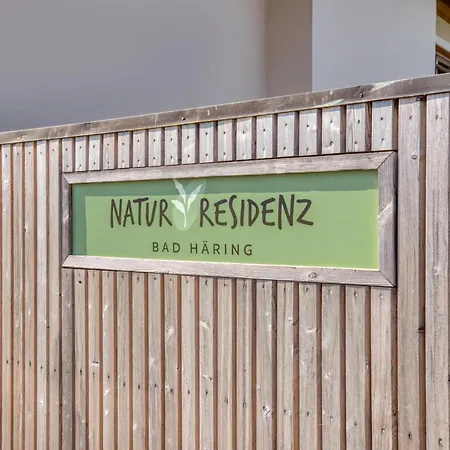 NATUR RESIDENZ
BAD HÄRING